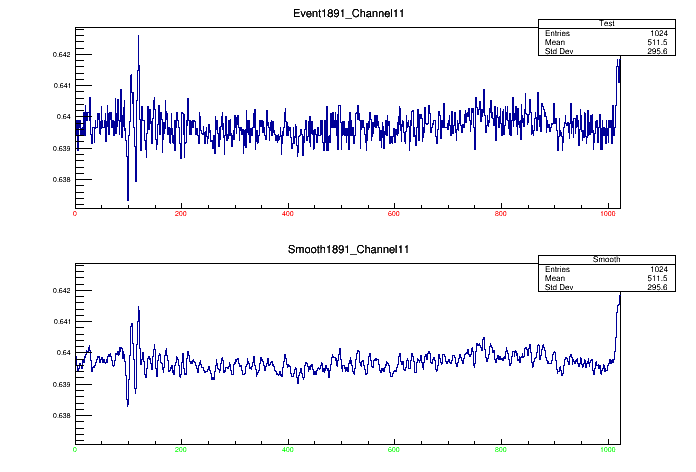 Event1891_Channel11
Test
Entries 1024
Mean 511.5
Std Dev 295.6
0.642
0.641
0.64
0.639
0.638
0 200 400 600 800 1000
Smooth1891_Channel11
Smooth
Entries 1024
Mean 511.5
Std Dev 295.6
0.642
0.641
0.64
0.639
0.638
0 200 400 600 800 1000